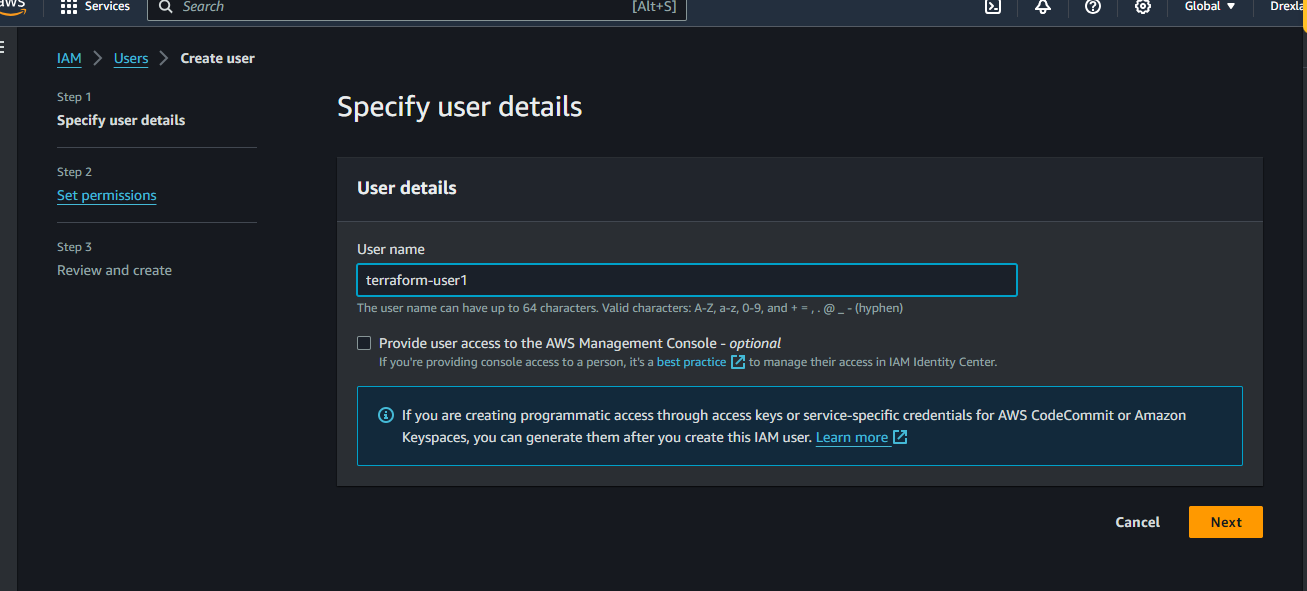 aws
Services
Search
[Alt+S]
Global
IAM
Users
Create user
Step 1
Specify user details
Step 2
Set permissions
Step 3
Review and create
Specify user details
User details
User name
terraform-user1
The user name can have up to 64 characters. Valid characters: A-Z, a-z, 0-9, and + = , . @ _ - (hyphen)
Provide user access to the AWS Management Console - optional
If you're providing console access to a person, it's a best practice to manage their access in IAM Identity Center.
If you are creating programmatic access through access keys or service-specific credentials for AWS CodeCommit or Amazon
Keyspaces, you can generate them after you create this IAM user. Learn more
Cancel
Next